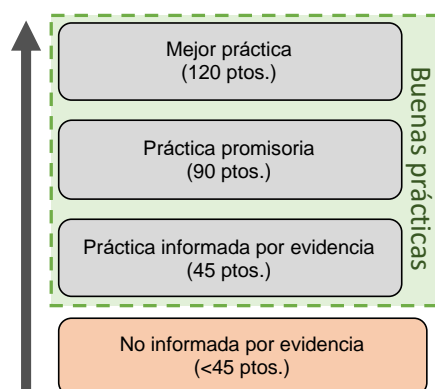 Mejor práctica
(120 ptos.)
Práctica promisoria
(90 ptos.)
Práctica informada por evidencia
(45 ptos.)
Buenas prácticas
No informada por evidencia
(<45 ptos.)